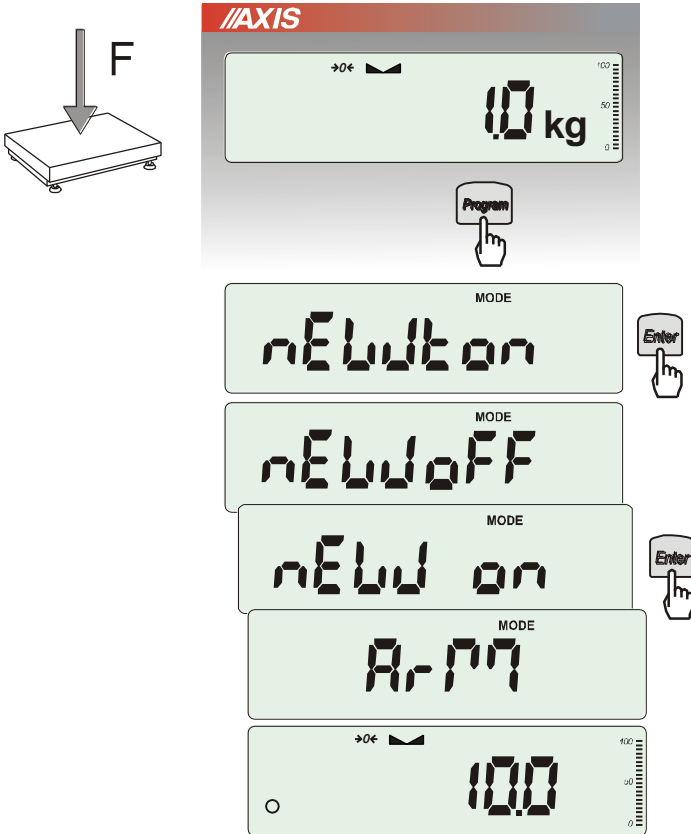 //AXIS
F
→0←
1.0 kg
100
50
0
Program
MODE
nEWton
Enter
MODE
nEWoFF
MODE
nEW on
Enter
MODE
ArM
→0←
10.0
100
50
0